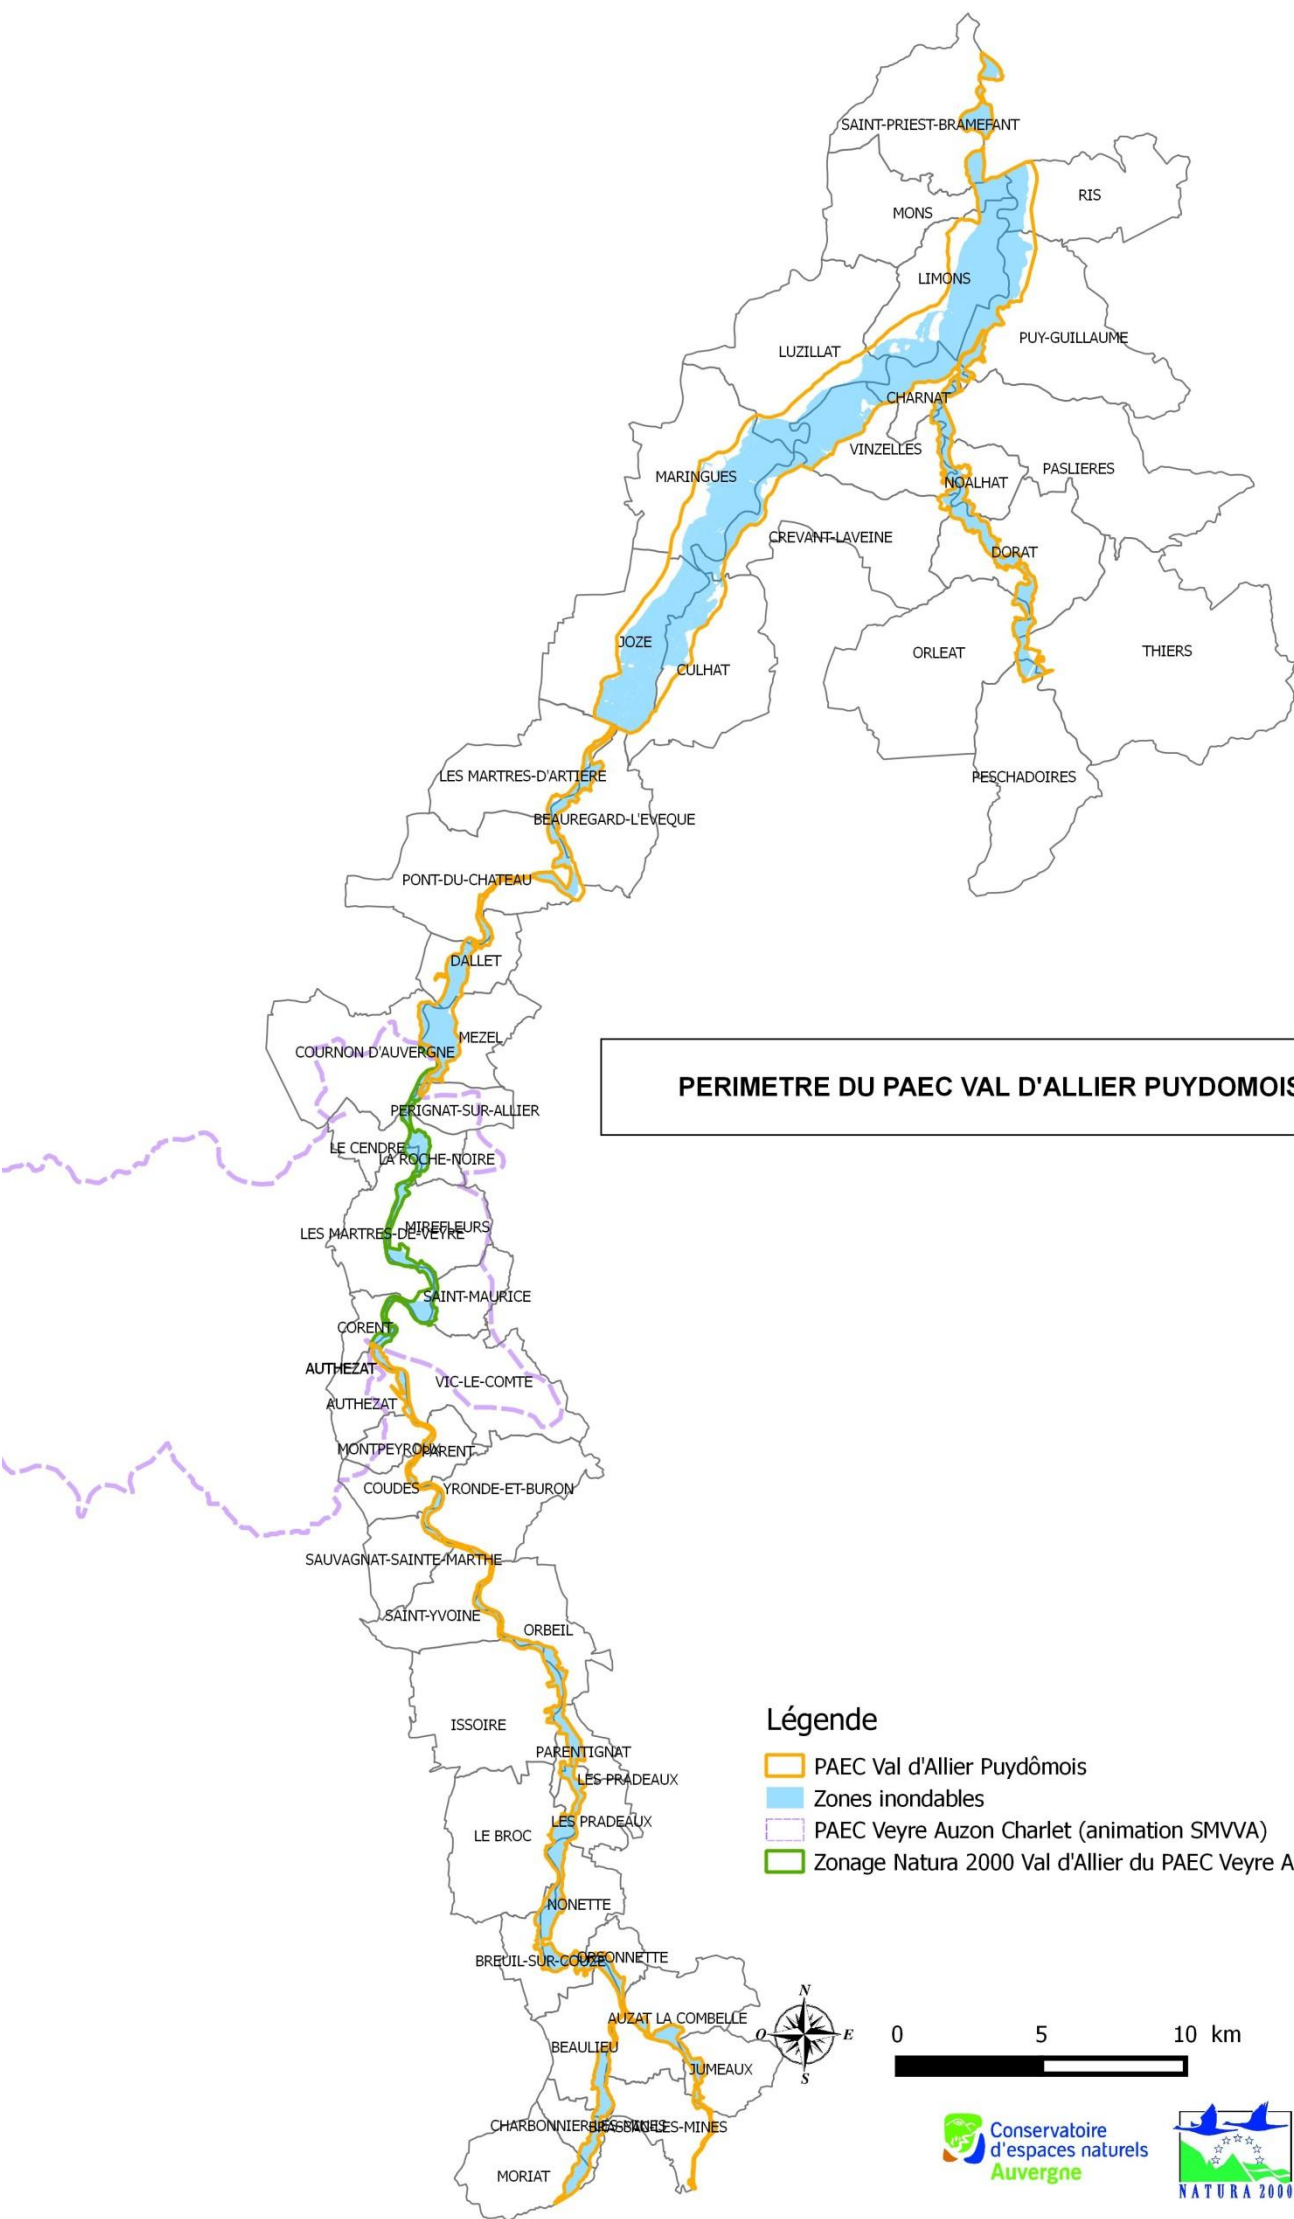 SAINT-PRIEST-BRAMEFANT
RIS
MONS
LIMONS
PUY-GUILLAUME
LUZILLAT
CHARNAT
VINZELLES
PASLIERES
MARINGUES
NOALHAT
CREVANT-LAVEINE
DORAT
JOZE
ORLEAT
THIERS
CULHAT
LES MARTRES-D'ARTIERE
PESCHADOIRES
BEAUREGARD-L'EVEQUE
PONT-DU-CHATEAU
DALLET
MEZEL
COURNON D'AUVERGNE
PERIMETRE DU PAEC VAL D'ALLIER PUYDOMOIS
PERIGNAT-SUR-ALLIER
LE CENDRE
LA ROCHE-NOIRE
MIREFLEURS
LES MARTRES-DE-VEYRE
SAINT-MAURICE
CORENT
AUTHEZAT
VIC-LE-COMTE
AUTHEZAT
MONTPEYROUX
PARENT
COUDES
YRONDE-ET-BURON
SAUVAGNAT-SAINTE-MARTHE
SAINT-YVOINE
ORBEIL
ISSOIRE
PARENTIGNAT
LES PRADEAUX
LES PRADEAUX
LE BROC
NONETTE
BREUIL-SUR-COUZE
ORSONNETTE
AUZAT LA COMBELLE
BEAULIEU
JUMEAUX
CHARBONNIER-LES-MINES
BRASSAC-LES-MINES
MORIAT
Légende
PAEC Val d'Allier Puydômois
Zones inondables
PAEC Veyre Auzon Charlet (animation SMVVA)
Zonage Natura 2000 Val d'Allier du PAEC Veyre A
N
O
E
S
0 5 10 km
Conservatoire
d'espaces naturels
Auvergne
NATURA 2000